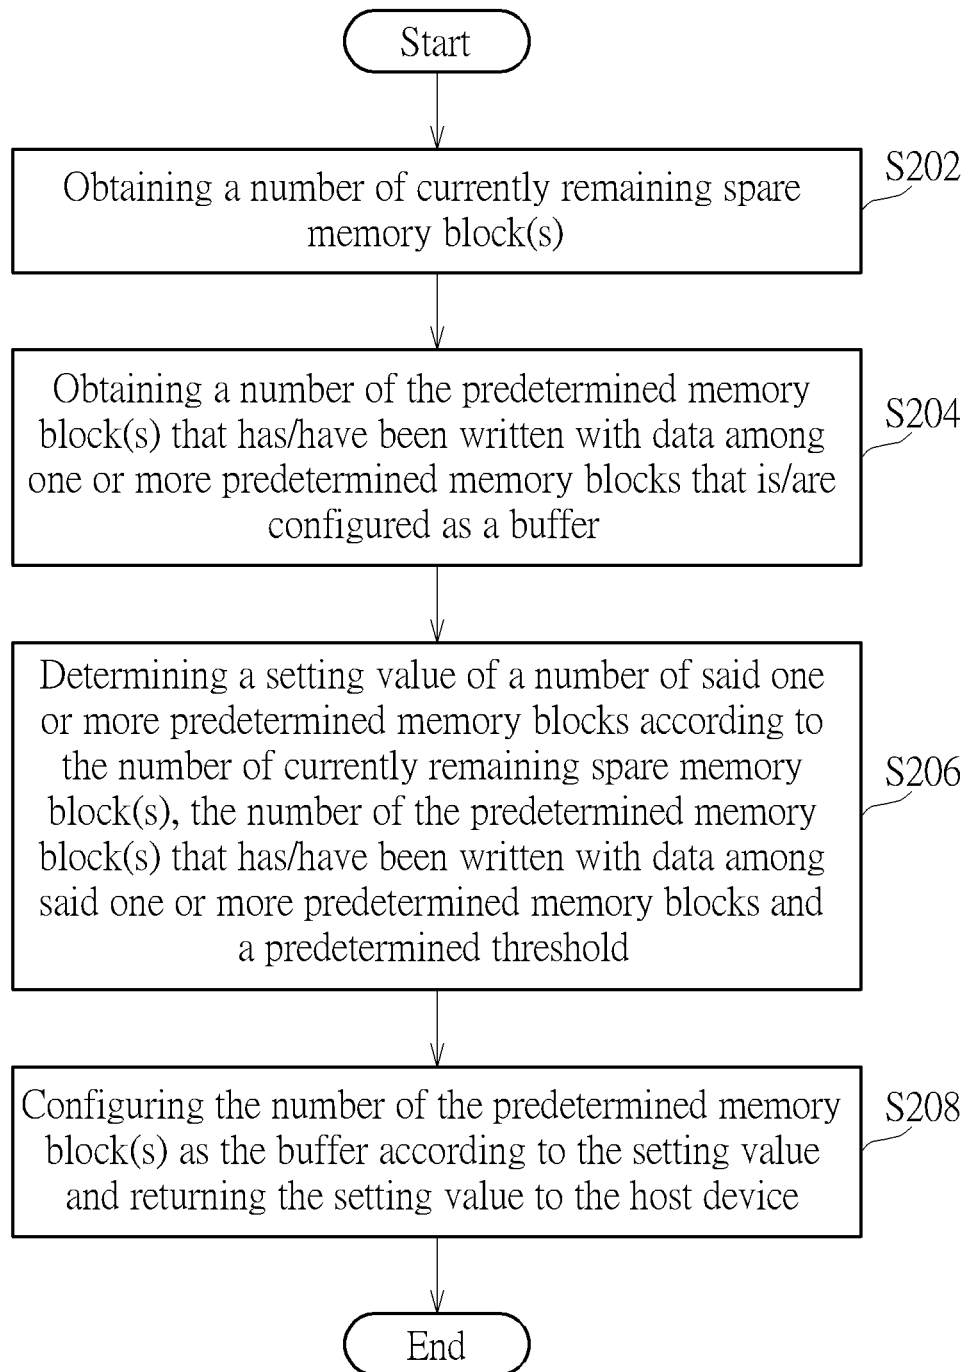 Start
Obtaining a number of currently remaining spare
memory block(s)
S202
Obtaining a number of the predetermined memory
block(s) that has/have been written with data among
one or more predetermined memory blocks that is/are
configured as a buffer
S204
Determining a setting value of a number of said one
or more predetermined memory blocks according to
the number of currently remaining spare memory
block(s), the number of the predetermined memory
block(s) that has/have been written with data among
said one or more predetermined memory blocks and
a predetermined threshold
S206
Configuring the number of the predetermined memory
block(s) as the buffer according to the setting value
and returning the setting value to the host device
S208
End